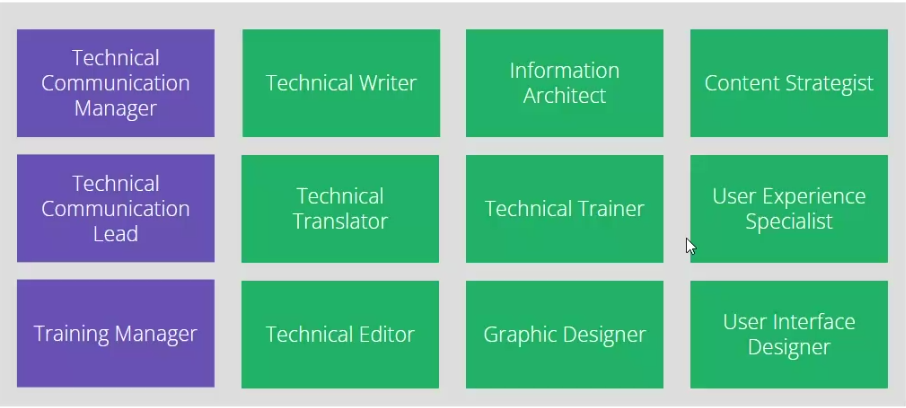 Technical
Communication
Manager
Technical Writer
Information
Architect
Content Strategist
Technical
Communication
Lead
Technical
Translator
Technical Trainer
User Experience
Specialist
Training Manager
Technical Editor
Graphic Designer
User Interface
Designer